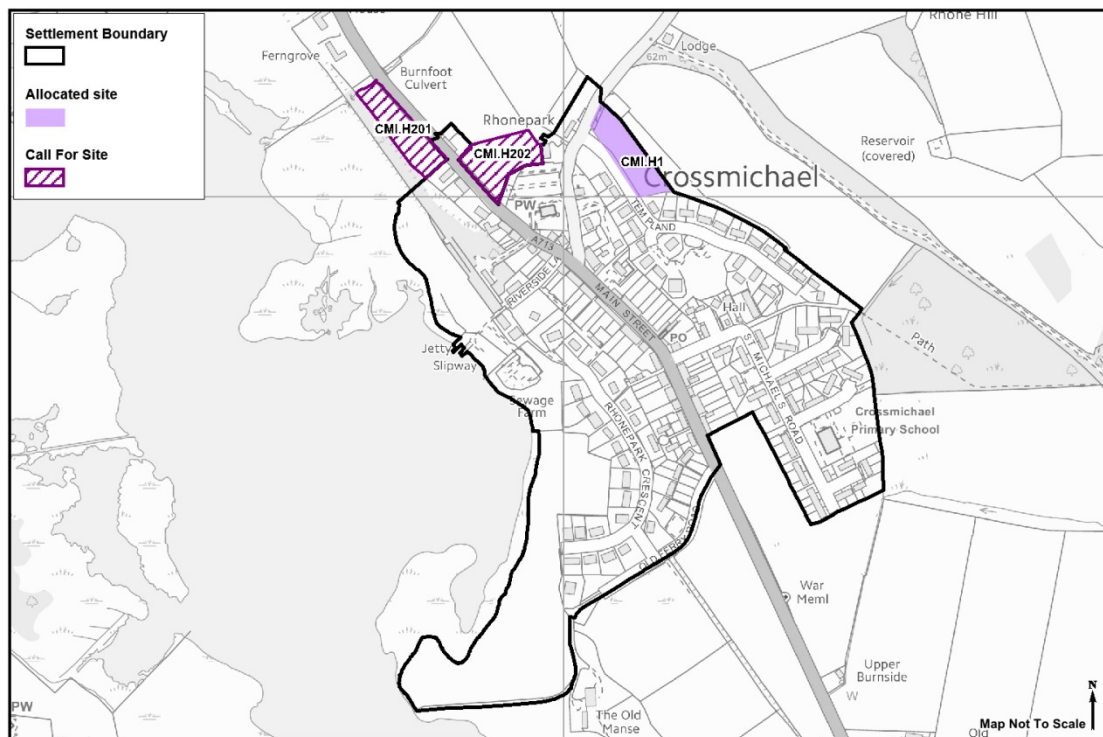 Settlement Boundary
Allocated site
Call For Site
House
Ferngrove
Burnfoot
Culvert
Rhonepark
CMI.H201
CMI.H202
CMI.H1
Lodge
62m
Rhone Hill
Reservoir
(covered)
Crossmichael
PW
TEMPLAND
A713
RIVERSIDE LA
MAIN STREET
Hall
PO
Path
Jetty
Slipway
Sewage
Farm
ST MICHAELS ROAD
Crossmichael
Primary School
RHONEPARK CRESCENT
OLD FERRY ROAD
War
Meml
Upper
Burnside
W
The Old
Manse
PW
Old
N
Map Not To Scale